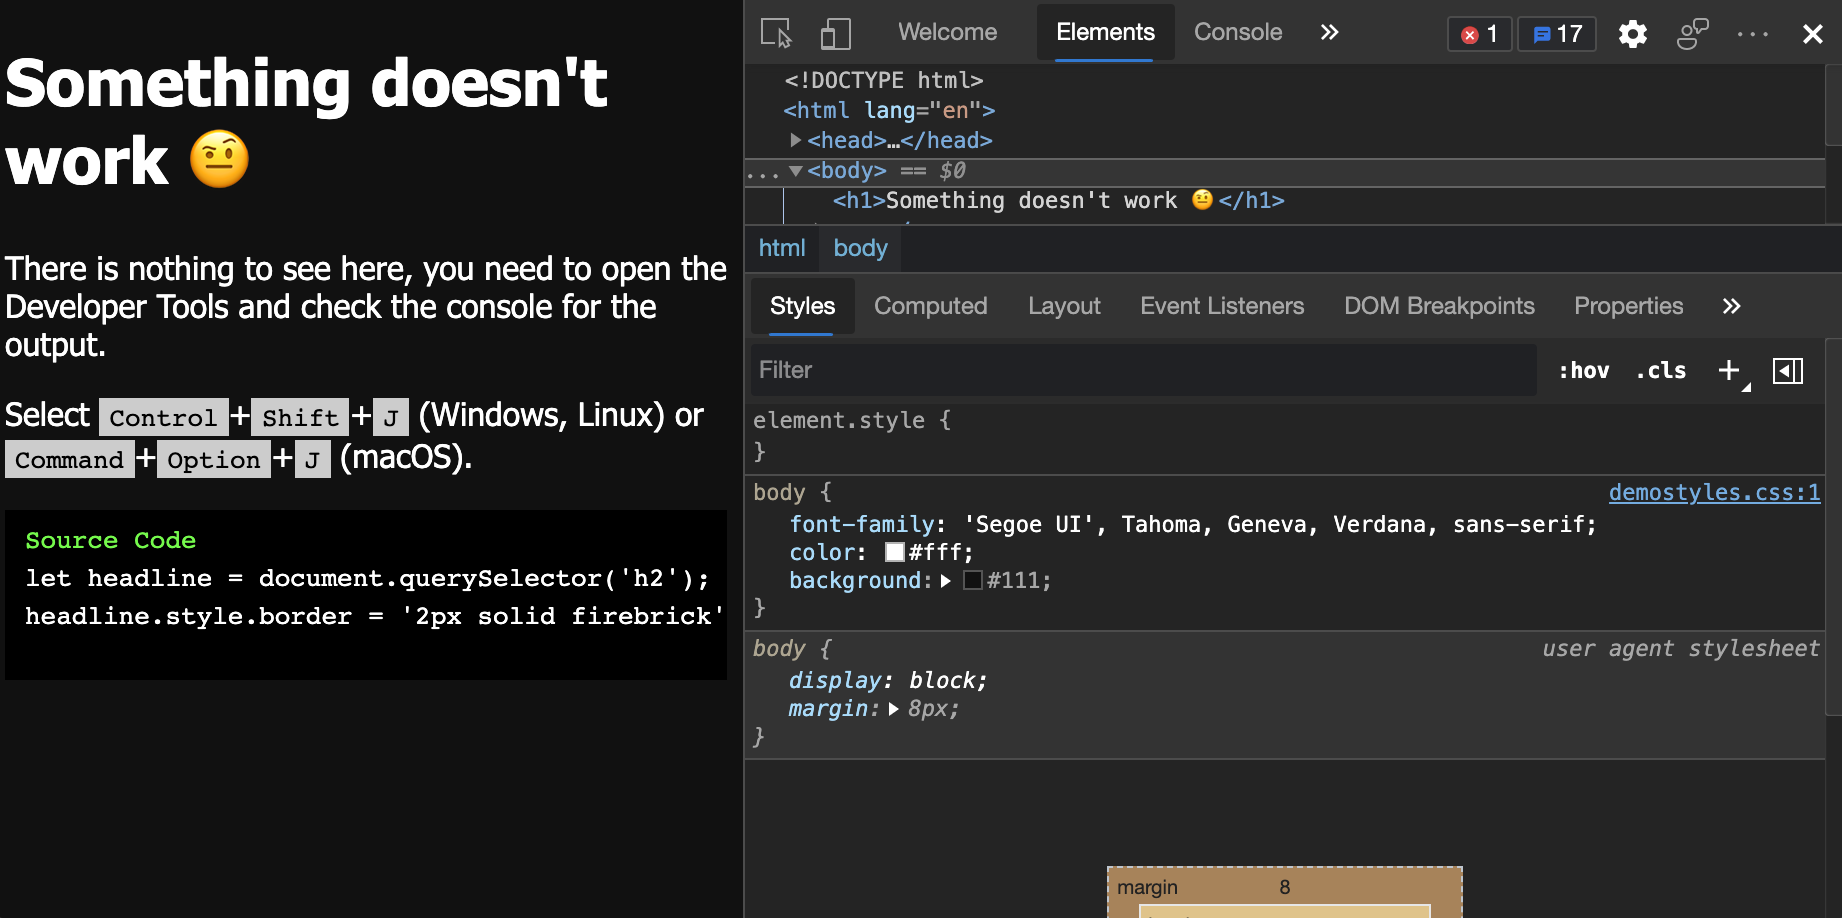 Something doesn't
work 🤨
There is nothing to see here, you need to open the
Developer Tools and check the console for the
output.
Select Control+Shift+J (Windows, Linux) or
Command+Option+J (macOS).
Source Code
let headline = document.querySelector('h2');
headline.style.border = '2px solid firebrick'
Welcome Elements Console » 1 17 ··· 
<!DOCTYPE html>
<html lang="en">
<head>…</head>
... <body> == $0
<h1>Something doesn't work 🤨</h1>
html body
Styles Computed Layout Event Listeners DOM Breakpoints Properties »
Filter :hov .cls +
element.style {
}
body { demostyles.css:1
font-family: 'Segoe UI', Tahoma, Geneva, Verdana, sans-serif;
color: #fff;
background: #111;
}
body { user agent stylesheet
display: block;
margin: 8px;
}
margin 8